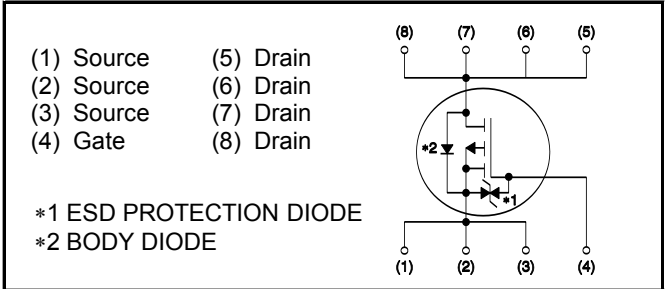 (1) Source (5) Drain
(2) Source (6) Drain
(3) Source (7) Drain
(4) Gate (8) Drain
∗1 ESD PROTECTION DIODE
∗2 BODY DIODE
(8) (7) (6) (5)
∗2
∗1
(1) (2) (3) (4)